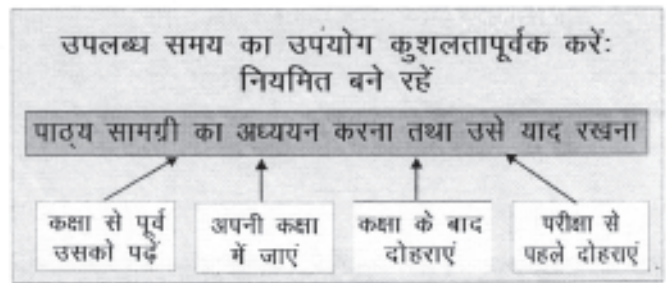 उपलब्ध समय का उपयोग कुशलतापूर्वक करें:
नियमित बने रहें
पाठ्य सामग्री का अध्ययन करना तथा उसे याद रखना
कक्षा से पूर्व
उसको पढ़ें
अपनी कक्षा
में जाएं
कक्षा के बाद
दोहराएं
परीक्षा से
पहले दोहराएं